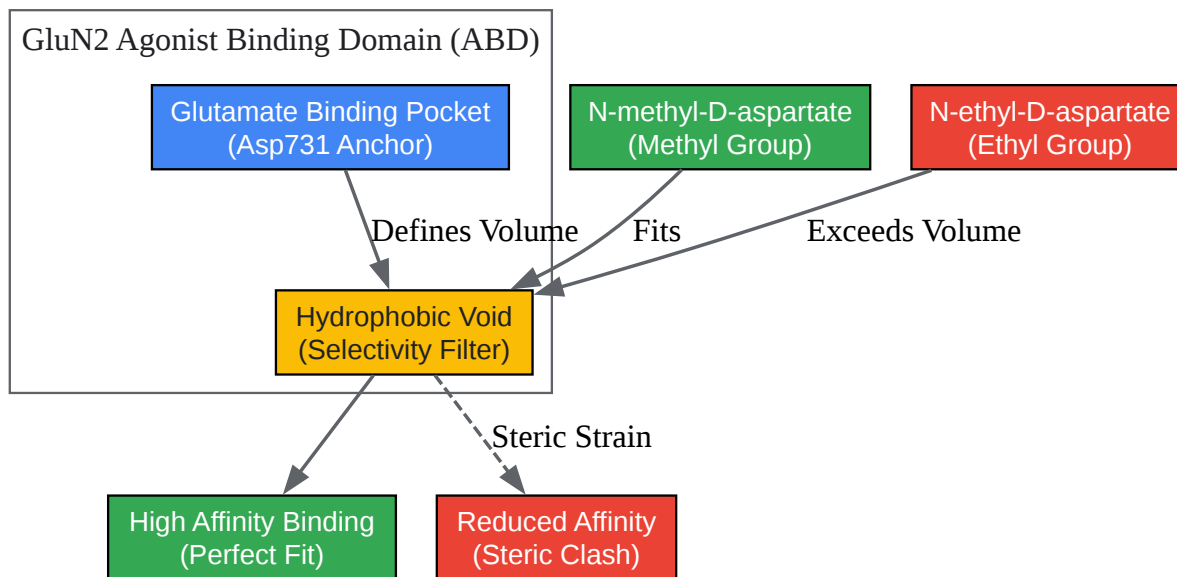 GluN2 Agonist Binding Domain (ABD)
Glutamate Binding Pocket
(Asp731 Anchor)
N-methyl-D-aspartate
(Methyl Group)
N-ethyl-D-aspartate
(Ethyl Group)
Defines Volume
Fits
Exceeds Volume
Hydrophobic Void
(Selectivity Filter)
Steric Strain
High Affinity Binding
(Perfect Fit)
Reduced Affinity
(Steric Clash)